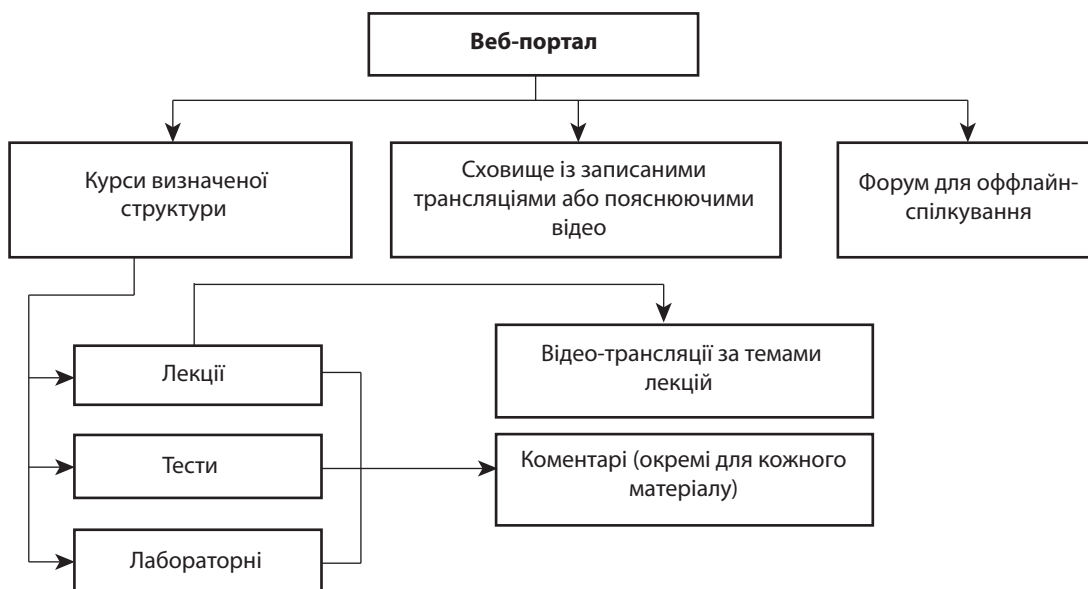 Веб-портал
Курси визначеної
структури
Сховище із записаними
трансляціями або пояснюючими
відео
Форум для оффлайн-
спілкування
Лекції
Відео-трансляції за темами
лекцій
Тести
Коментарі (окремі для кожного
матеріалу)
Лабораторні